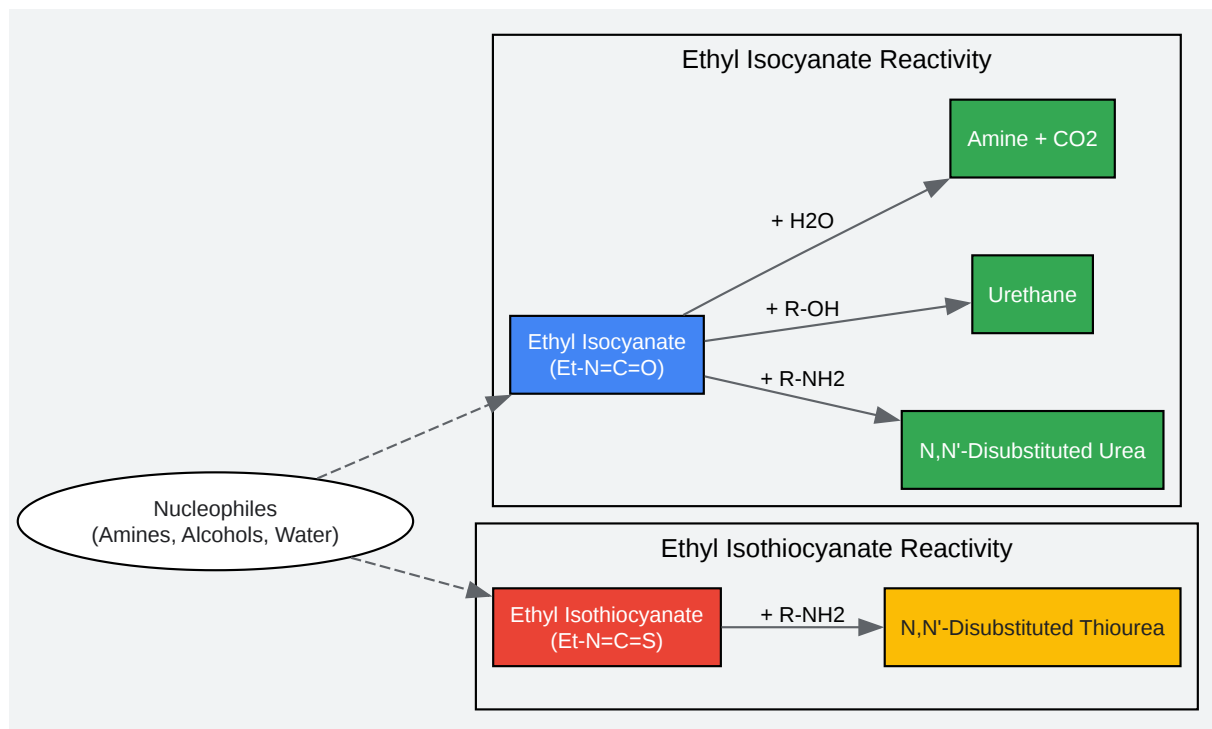 Ethyl Isocyanate Reactivity
Amine + CO2
+ H2O
Urethane
+ R-OH
Ethyl Isocyanate
(Et-N=C=O)
+ R-NH2
N,N'-Disubstituted Urea
Nucleophiles
(Amines, Alcohols, Water)
Ethyl Isothiocyanate Reactivity
Ethyl Isothiocyanate
(Et-N=C=S)
+ R-NH2
N,N'-Disubstituted Thiourea